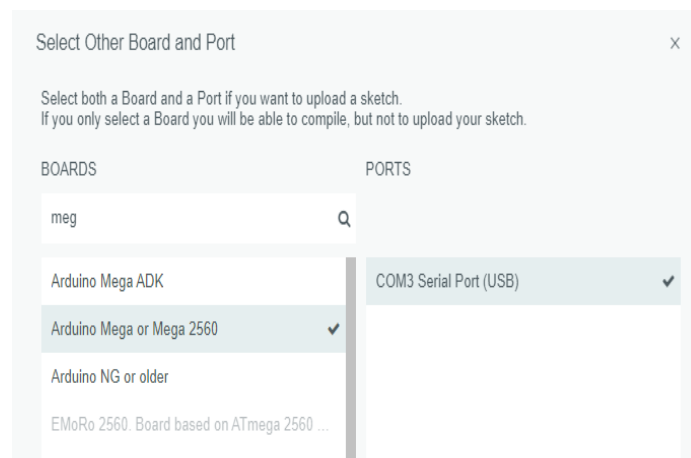 Select Other Board and Port
X
Select both a Board and a Port if you want to upload a sketch.
If you only select a Board you will be able to compile, but not to upload your sketch.
BOARDS
PORTS
meg
Arduino Mega ADK
COM3 Serial Port (USB)
Arduino Mega or Mega 2560
Arduino NG or older
EMoRo 2560. Board based on ATmega 2560 ...